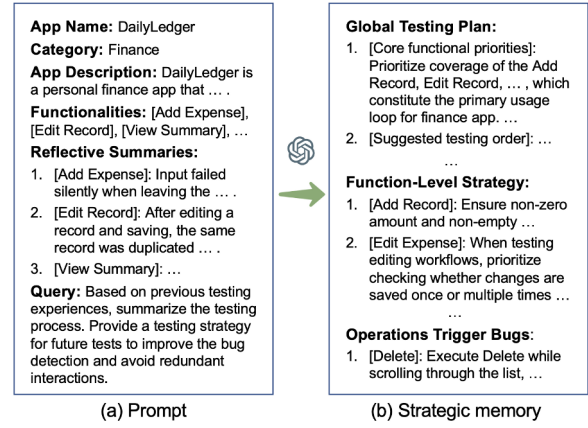 App Name: DailyLedger
Category: Finance
App Description: DailyLedger is
a personal finance app that … .
Functionalities: [Add Expense],
[Edit Record], [View Summary], …
Reflective Summaries:
1. [Add Expense]: Input failed
silently when leaving the … .
2. [Edit Record]: After editing a
record and saving, the same
record was duplicated … .
3. [View Summary]: …
Query: Based on previous testing
experiences, summarize the testing
process. Provide a testing strategy
for future tests to improve the bug
detection and avoid redundant
interactions.
(a) Prompt
Global Testing Plan:
1. [Core functional priorities]:
Prioritize coverage of the Add
Record, Edit Record, … , which
constitute the primary usage
loop for finance app. …
2. [Suggested testing order]: …
…
Function-Level Strategy:
1. [Add Record]: Ensure non-zero
amount and non-empty …
2. [Edit Expense]: When testing
editing workflows, prioritize
checking whether changes are
saved once or multiple times …
…
Operations Trigger Bugs:
1. [Delete]: Execute Delete while
scrolling through the list, …
(b) Strategic memory